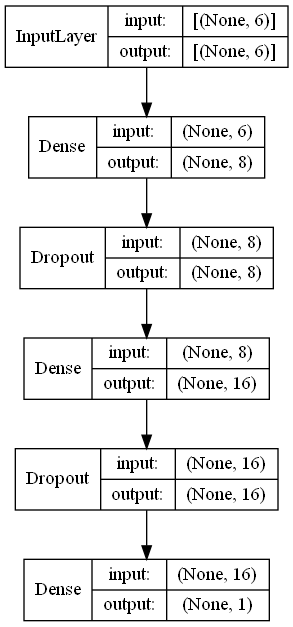 InputLayer
input: [(None, 6)]
output: [(None, 6)]
Dense
input: (None, 6)
output: (None, 8)
Dropout
input: (None, 8)
output: (None, 8)
Dense
input: (None, 8)
output: (None, 16)
Dropout
input: (None, 16)
output: (None, 16)
Dense
input: (None, 16)
output: (None, 1)